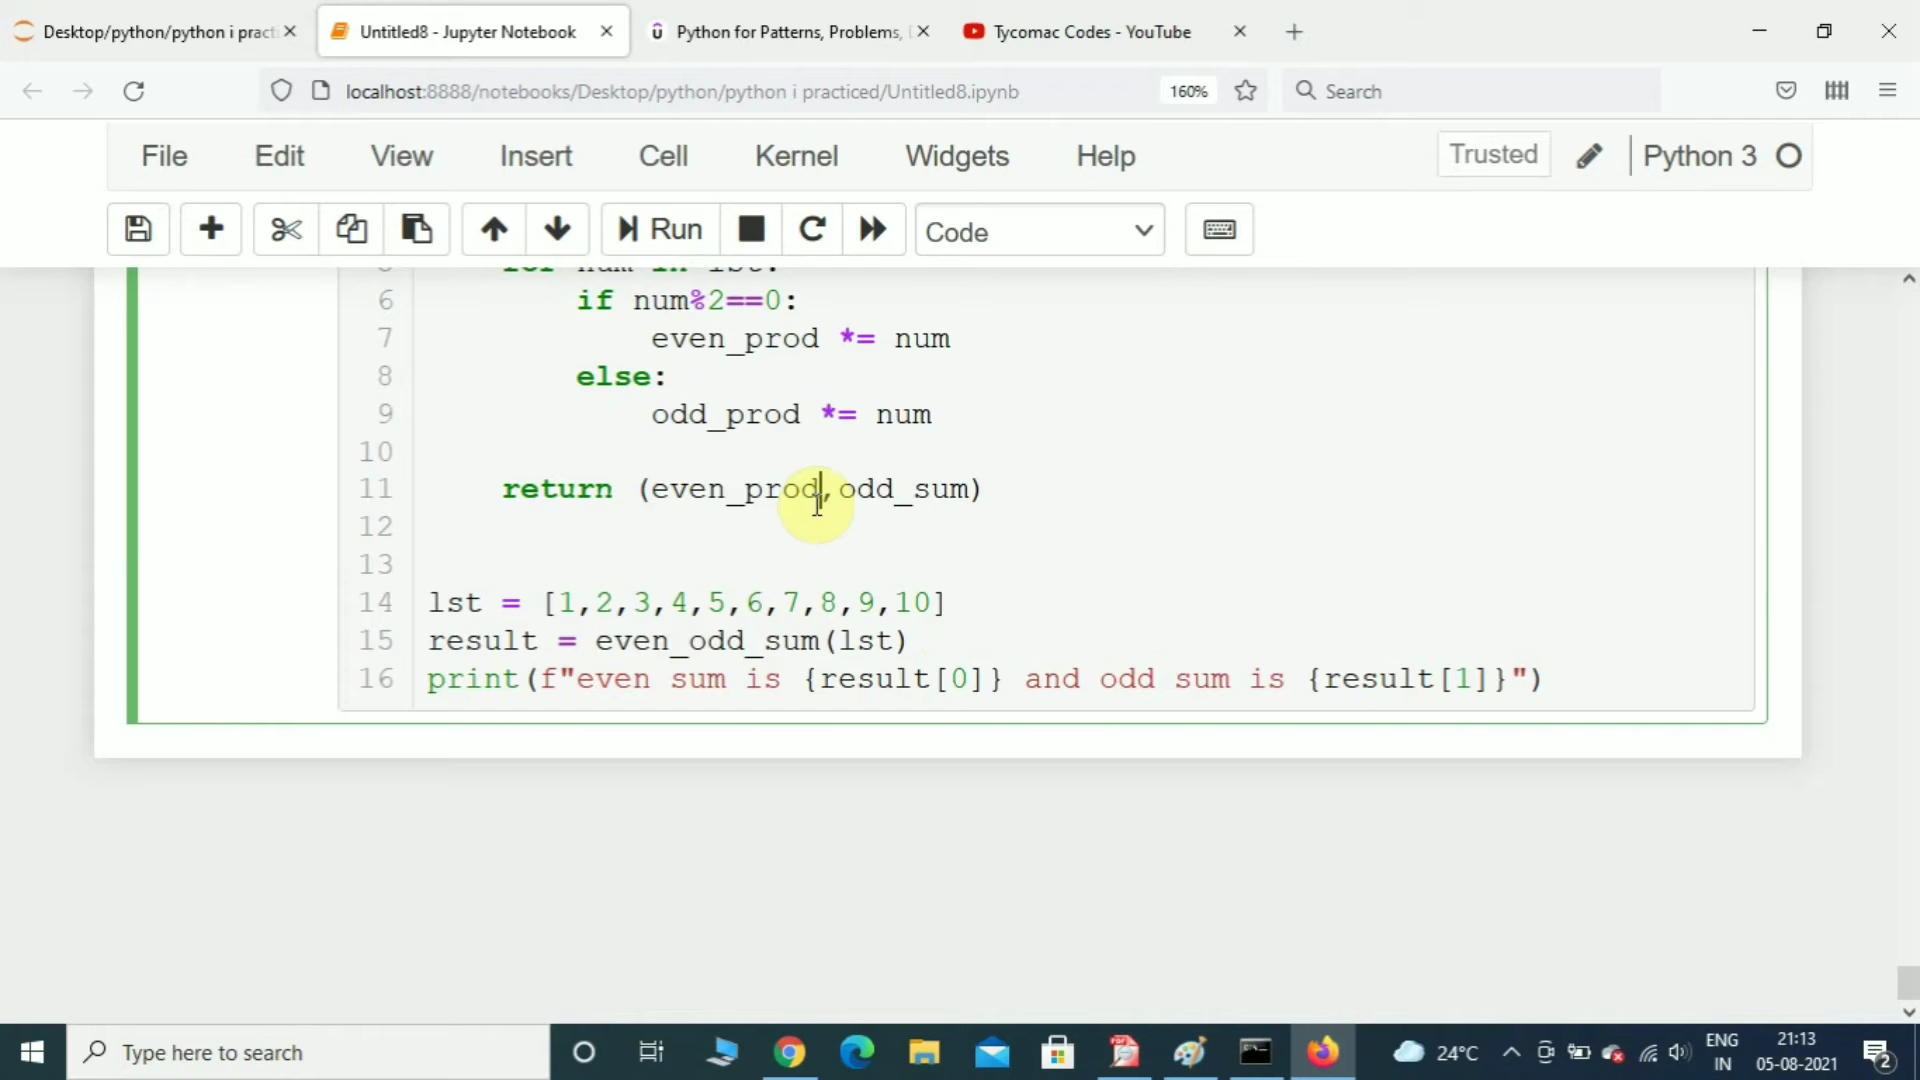 Desktop/python/python i pract
Untitled8 - Jupyter Notebook
Python for Patterns, Problems,
Tycomac Codes - YouTube
localhost:8888/notebooks/Desktop/python/python i practiced/Untitled8.ipynb
160%
Search
File Edit View Insert Cell Kernel Widgets Help
Trusted
Python 3
Run
Code
for num in lst:
6 if num%2==0:
7 even_prod *= num
8 else:
9 odd_prod *= num
10
11 return (even_prod,odd_sum)
12
13
14 lst = [1,2,3,4,5,6,7,8,9,10]
15 result = even_odd_sum(lst)
16 print(f"even sum is {result[0]} and odd sum is {result[1]}")
Type here to search
24°C
ENG
IN
21:13
05-08-2021
2